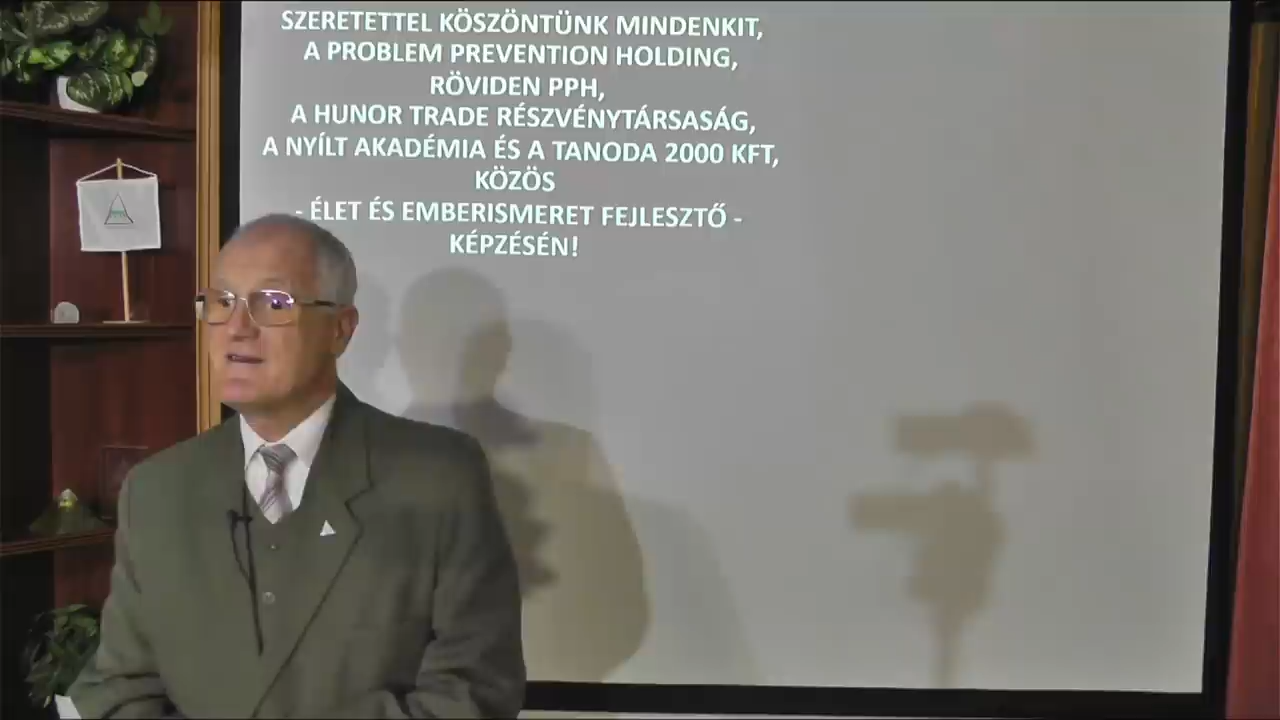 SZERETETTEL KÖSZÖNTÜNK MINDENKIT,
A PROBLEM PREVENTION HOLDING,
RÖVIDEN PPH,
A HUNOR TRADE RÉSZVÉNYTÁRSASÁG,
A NYÍLT AKADÉMIA ÉS A TANODA 2000 KFT,
KÖZÖS
- ÉLET ÉS EMBERISMERET FEJLESZTŐ -
KÉPZÉSÉN!